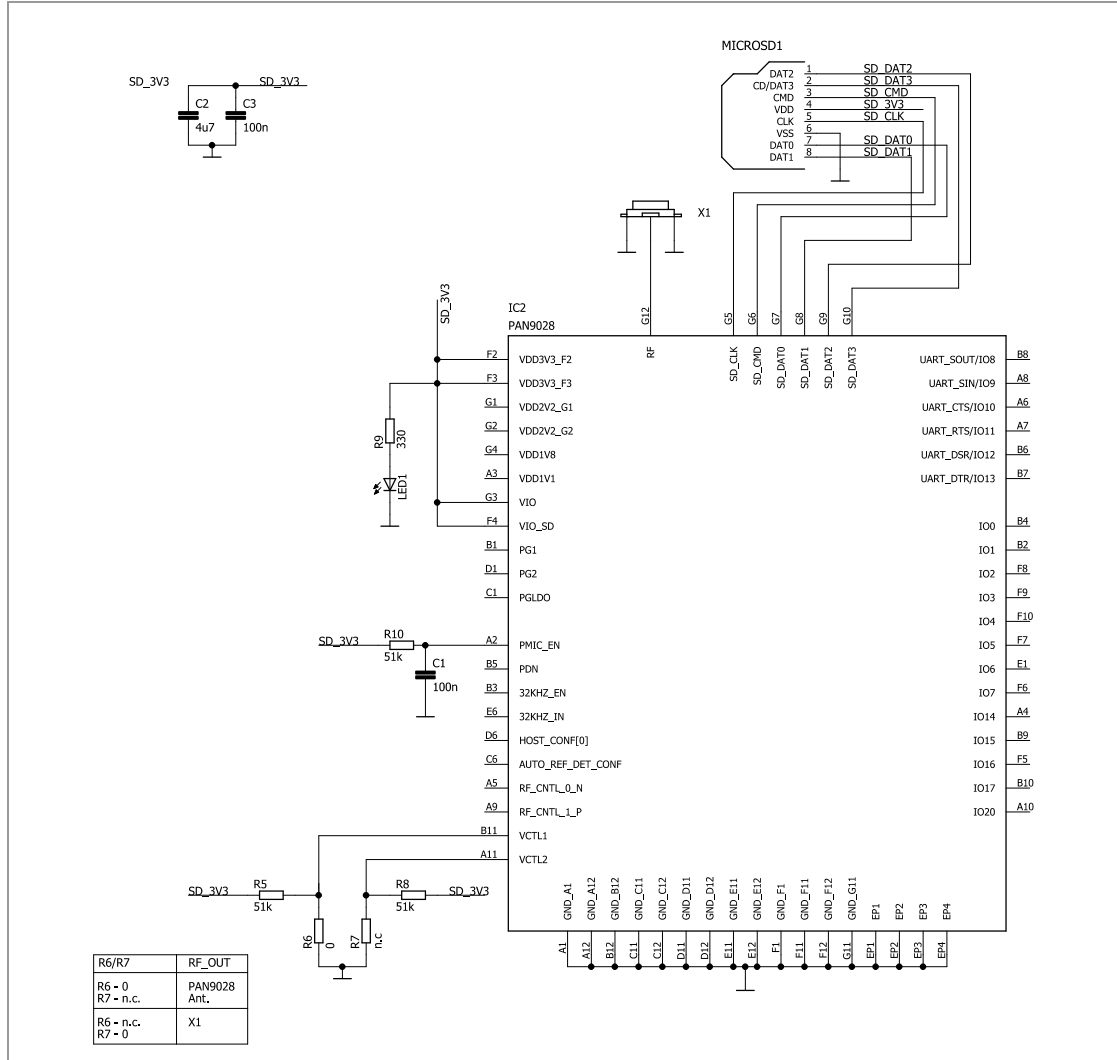 MICROSD1
DAT2 1 SD_DAT2
CD/DAT3 2 SD_DAT3
CMD 3 SD_CMD
VDD 4 SD_3V3
CLK 5 SD_CLK
VSS 6
DAT0 7 SD_DAT0
DAT1 8 SD_DAT1
SD_3V3 SD_3V3
C2 C3
4u7 100n
X1
SD_3V3
IC2
PAN9028
G12 G5 G6 G7 G8 G9 G10
RF SD_CLK SD_CMD SD_DAT0 SD_DAT1 SD_DAT2 SD_DAT3
F2 VDD3V3_F2
F3 VDD3V3_F3
G1 VDD2V2_G1
G2 VDD2V2_G2
G4 VDD1V8
A3 VDD1V1
G3 VIO
F4 VIO_SD
B1 PG1
D1 PG2
C1 PGLDO
A2 PMIC_EN
B5 PDN
B3 32KHZ_EN
E6 32KHZ_IN
D6 HOST_CONF[0]
C6 AUTO_REF_DET_CONF
A5 RF_CNTL_0_N
A9 RF_CNTL_1_P
B11 VCTL1
A11 VCTL2
R9
330
LED1
SD_3V3
R10
51k
C1
100n
UART_SOUT/IO8 B8
UART_SIN/IO9 A8
UART_CTS/IO10 A6
UART_RTS/IO11 A7
UART_DSR/IO12 B6
UART_DTR/IO13 B7
IO0 B4
IO1 B2
IO2 F8
IO3 F9
IO4 F10
IO5 F7
IO6 E1
IO7 F6
IO14 A4
IO15 B9
IO16 F5
IO17 B10
IO20 A10
SD_3V3 R5 R8 SD_3V3
51k 51k
R6 0
R7 n.c
GND_A1 GND_A12 GND_B12 GND_C11 GND_C12 GND_D11 GND_D12 GND_E11 GND_E12 GND_F1 GND_F11 GND_F12 GND_G11 EP1 EP2 EP3 EP4
A1 A12 B12 C11 C12 D11 D12 E11 E12 F1 F11 F12 G11 EP1 EP2 EP3 EP4
R6/R7 RF_OUT
R6 - 0 PAN9028
R7 - n.c. Ant.
R6 - n.c. X1
R7 - 0